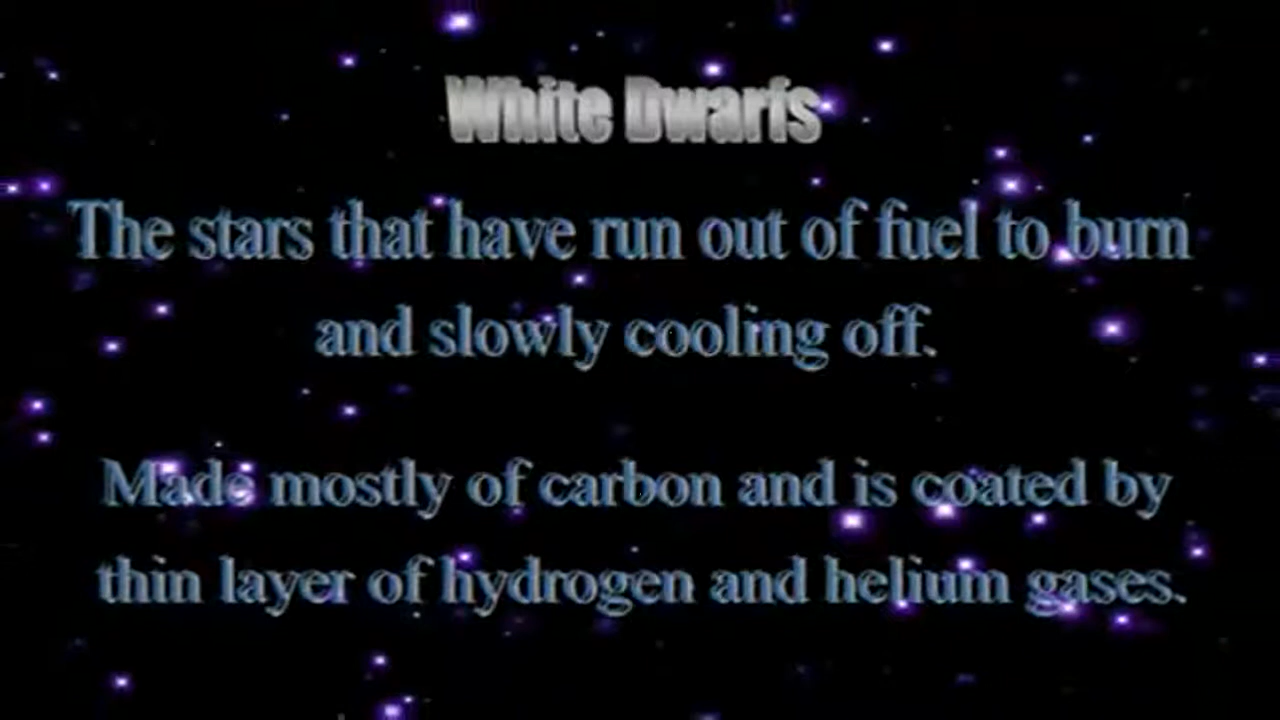 White Dwarfs
The stars that have run out of fuel to burn
and slowly cooling off.
Made mostly of carbon and is coated by
thin layer of hydrogen and helium gases.